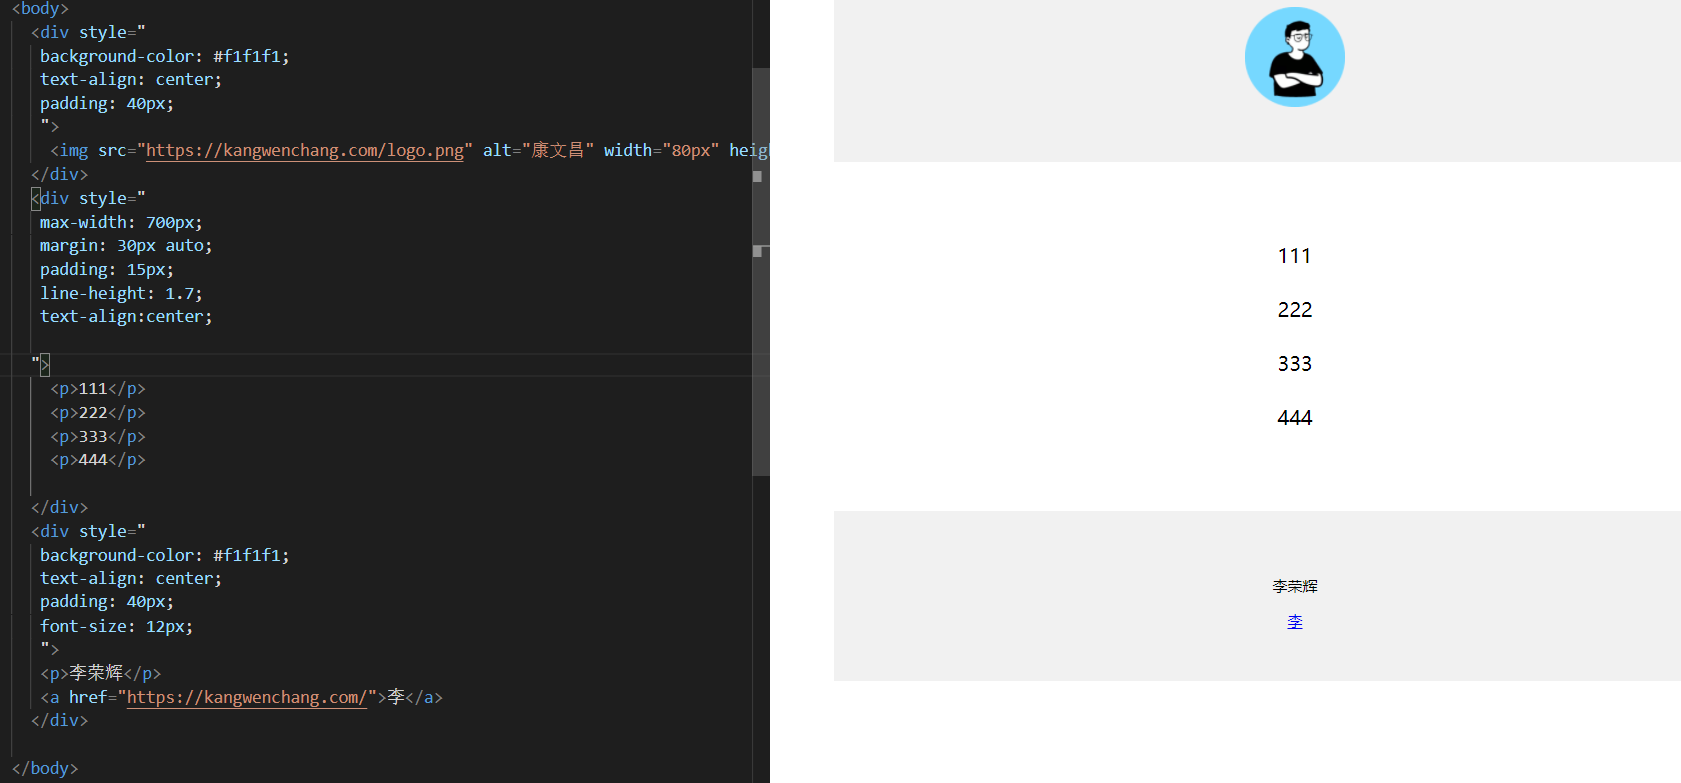 <body>
<div style="
background-color: #f1f1f1;
text-align: center;
padding: 40px;
">
<img src="https://kangwenchang.com/logo.png" alt="康文昌" width="80px" heig
</div>
<div style="
max-width: 700px;
margin: 30px auto;
padding: 15px;
line-height: 1.7;
text-align:center;
">
<p>111</p>
<p>222</p>
<p>333</p>
<p>444</p>
</div>
<div style="
background-color: #f1f1f1;
text-align: center;
padding: 40px;
font-size: 12px;
">
<p>李荣辉</p>
<a href="https://kangwenchang.com/">李</a>
</div>
</body>
111
222
333
444
李荣辉
李